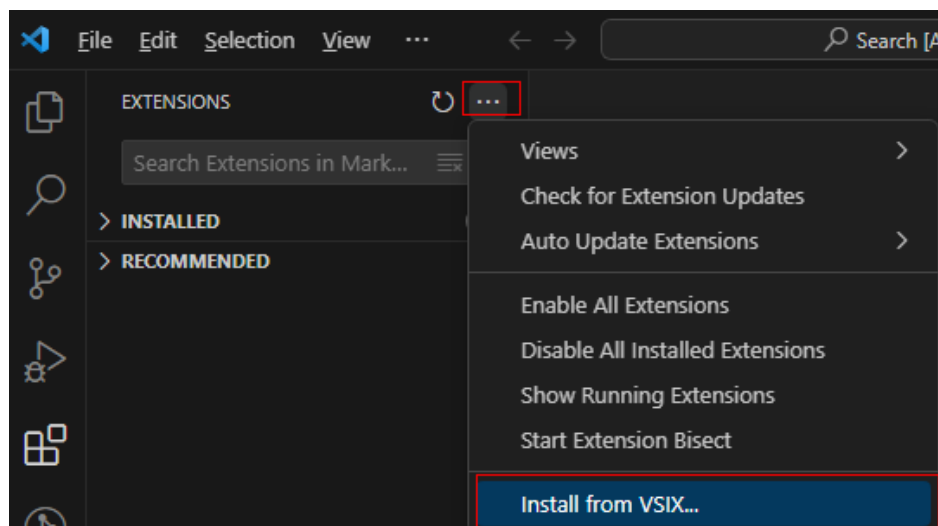 File Edit Selection View ...
Search [A
EXTENSIONS ...
Search Extensions in Mark...
INSTALLED
RECOMMENDED
Views
Check for Extension Updates
Auto Update Extensions
Enable All Extensions
Disable All Installed Extensions
Show Running Extensions
Start Extension Bisect
Install from VSIX...